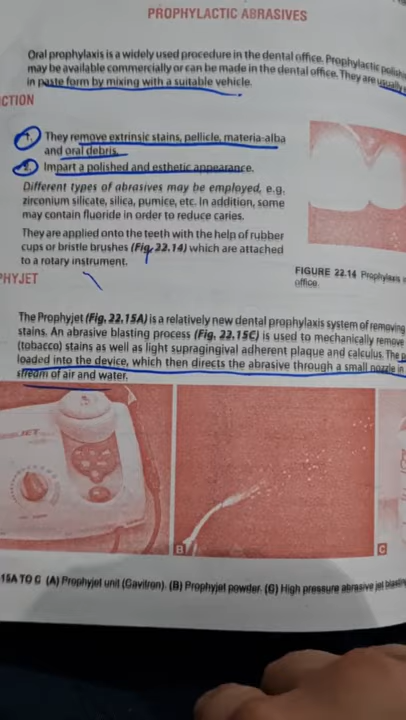 PROPHYLACTIC ABRASIVES
Oral prophylaxis is a widely used procedure in the dental office. Prophylactic
may be available commercially or can be made in the dental office. They are usually
in paste form by mixing with a suitable vehicle.
CTION
1. They remove extrinsic stains, pellicle, materia-alba
and oral debris.
2. Impart a polished and esthetic appearance.
Different types of abrasives may be employed, e.g.
zirconium silicate, silica, pumice, etc. In addition, some
may contain fluoride in order to reduce caries.
They are applied onto the teeth with the help of rubber
cups or bristle brushes (Fig. 22.14) which are attached
to a rotary instrument.
FIGURE 22.14 Prophylaxis
office.
PHYJET
The Prophyjet (Fig. 22.15A) is a relatively new dental prophylaxis system of removing
stains. An abrasive blasting process (Fig. 22.15C) is used to mechanically remove
(tobacco) stains as well as light supragingival adherent plaque and calculus. The
loaded into the device, which then directs the abrasive through a small nozzle in
stream of air and water.
JET
B
C
15A TO C (A) Prophyjet unit (Cavitron). (B) Prophyjet powder. (C) High pressure abrasive jet